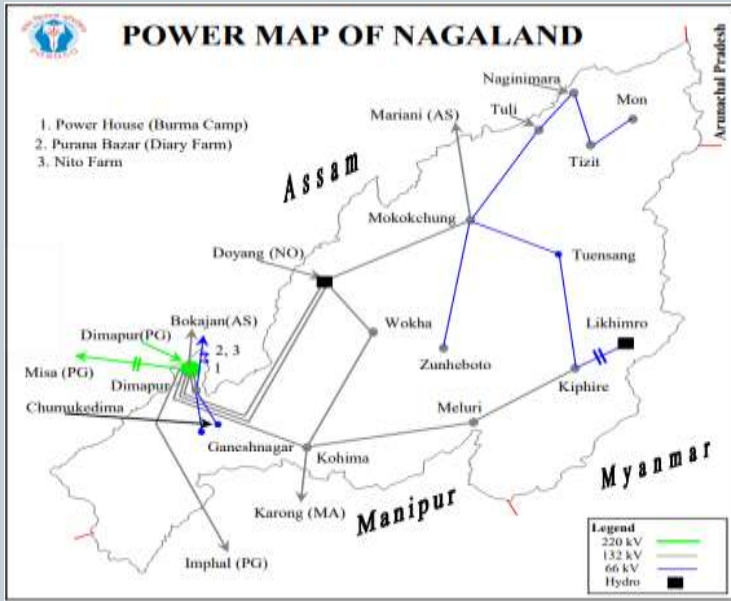 POWER MAP OF NAGALAND
1. Power House (Burma Camp)
2. Purana Bazar (Diary Farm)
3. Nito Farm
Naginimara
Tuli
Mon
Mariani (AS)
Tizit
Arunachal Pradesh
Assam
Mokokchung
Doyang (NO)
Tuensang
Bokajan(AS)
Wokha
Likhimro
Dimapur(PG)
2, 3
1
Zunheboto
Misa (PG)
Dimapur
Kiphire
Chumukedima
Meluri
Ganeshnagar
Kohima
Myanmar
Karong (MA)
Manipur
Imphal (PG)
Legend
220 kV
132 kV
66 kV
Hydro